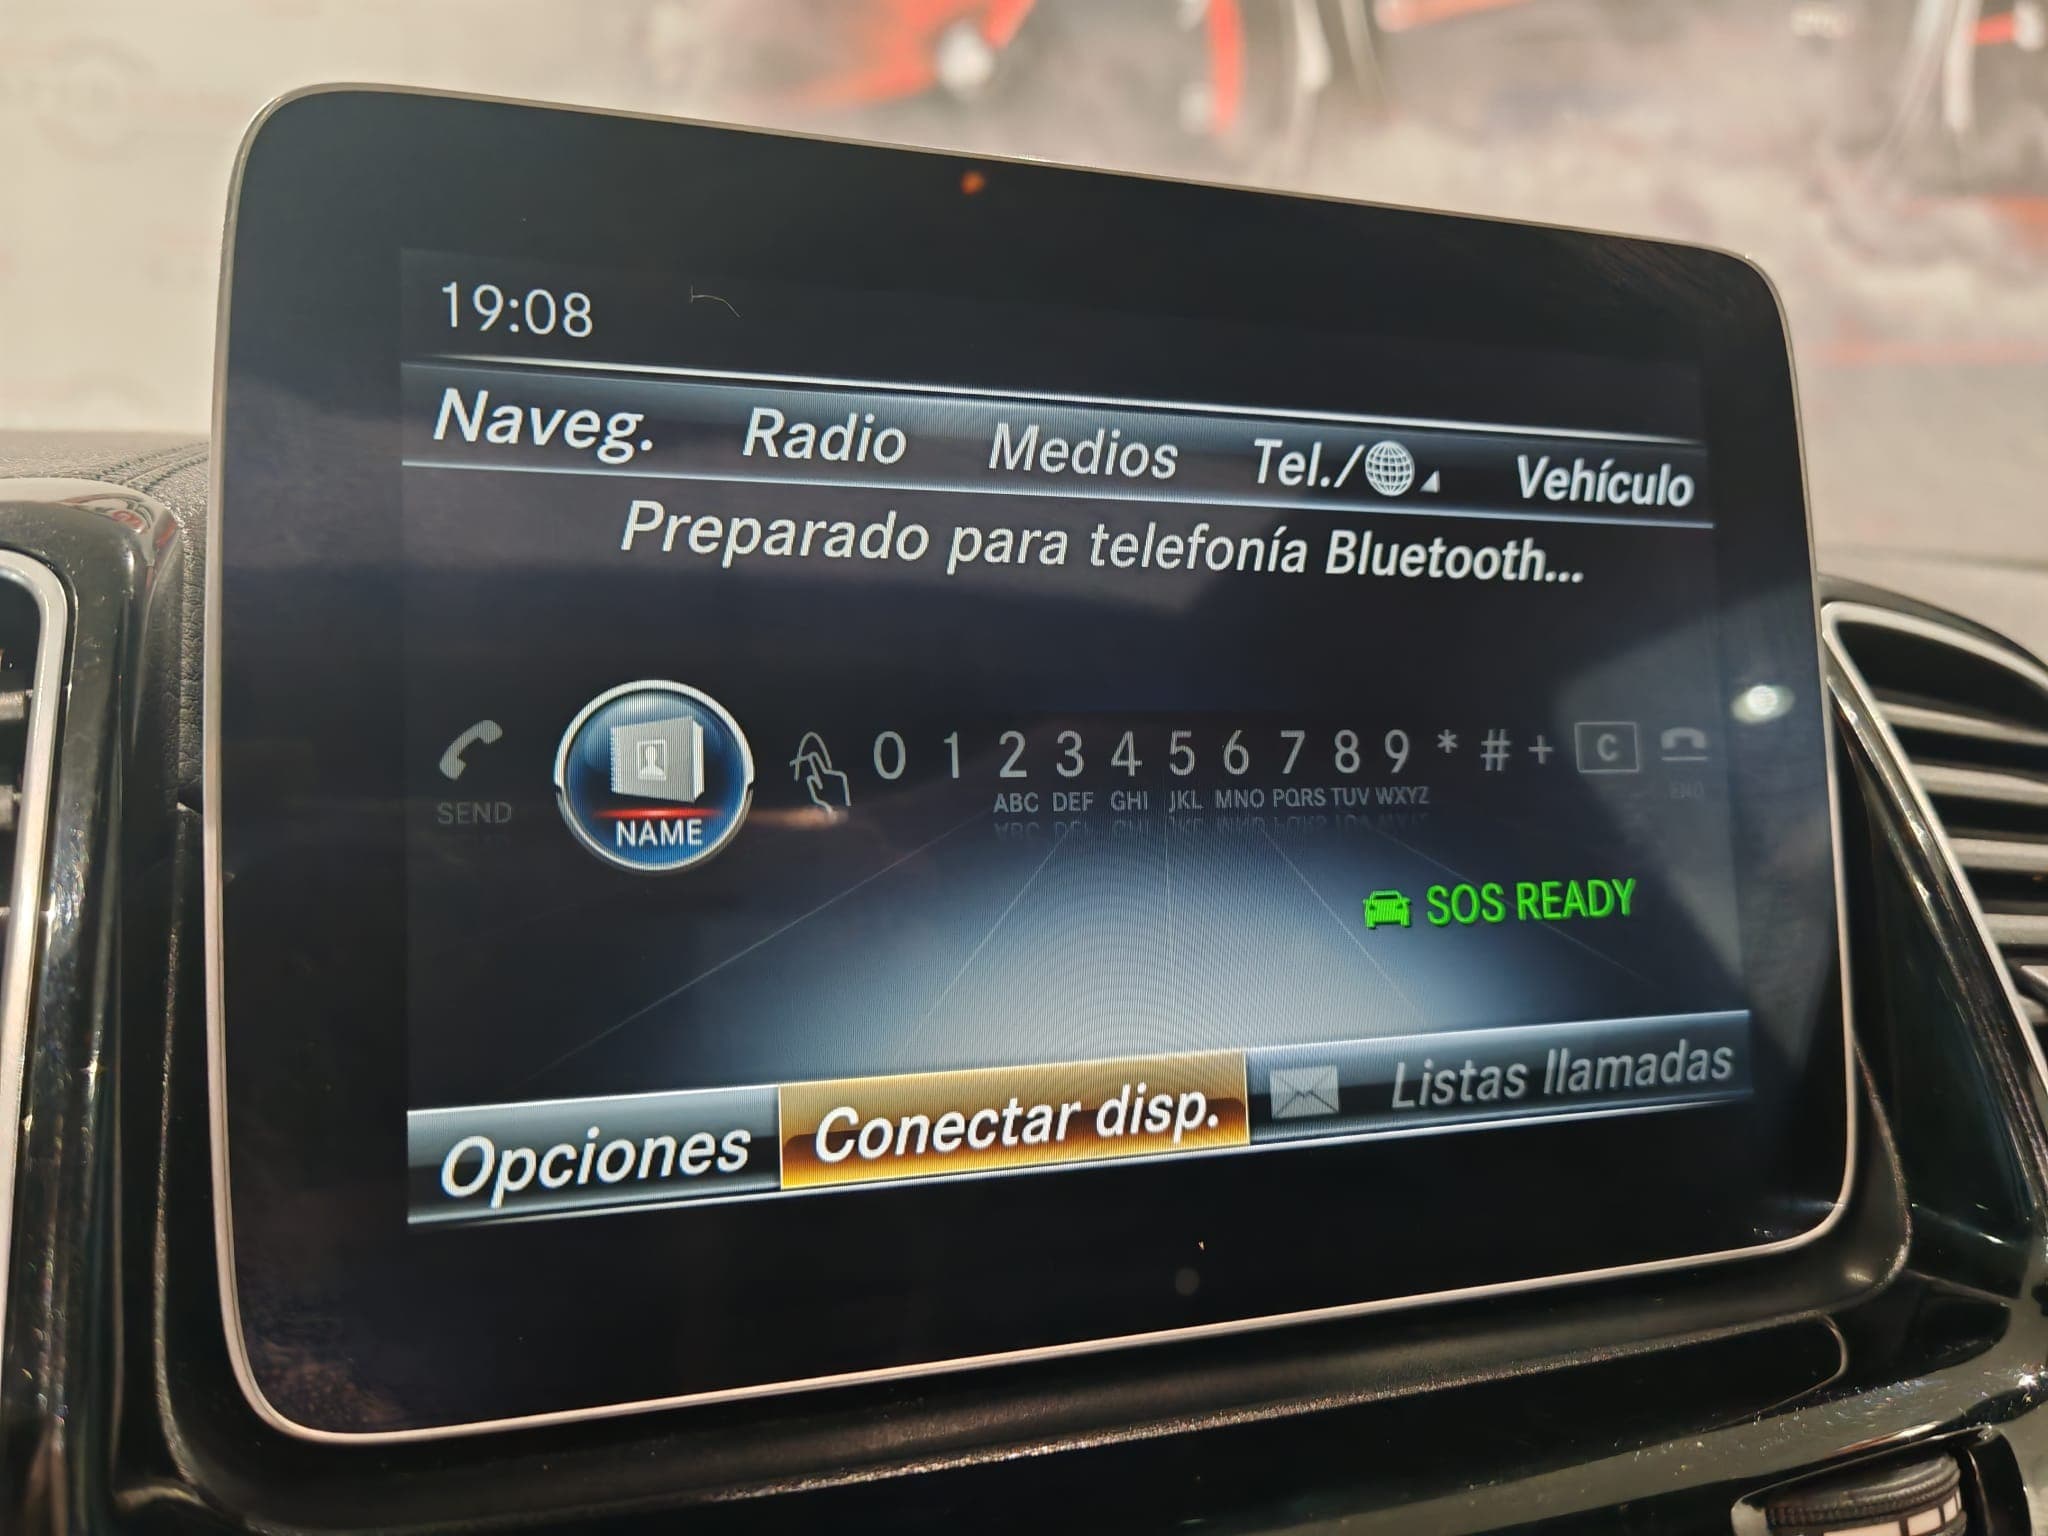 19:08
Naveg. Radio Medios Tel./ Vehículo
Preparado para telefonía Bluetooth...
0 1 2 3 4 5 6 7 8 9 * # + C
SEND NAME ABC DEF GHI JKL MNO PQRS TUV WXYZ END
SOS READY
Opciones Conectar disp. Listas llamadas